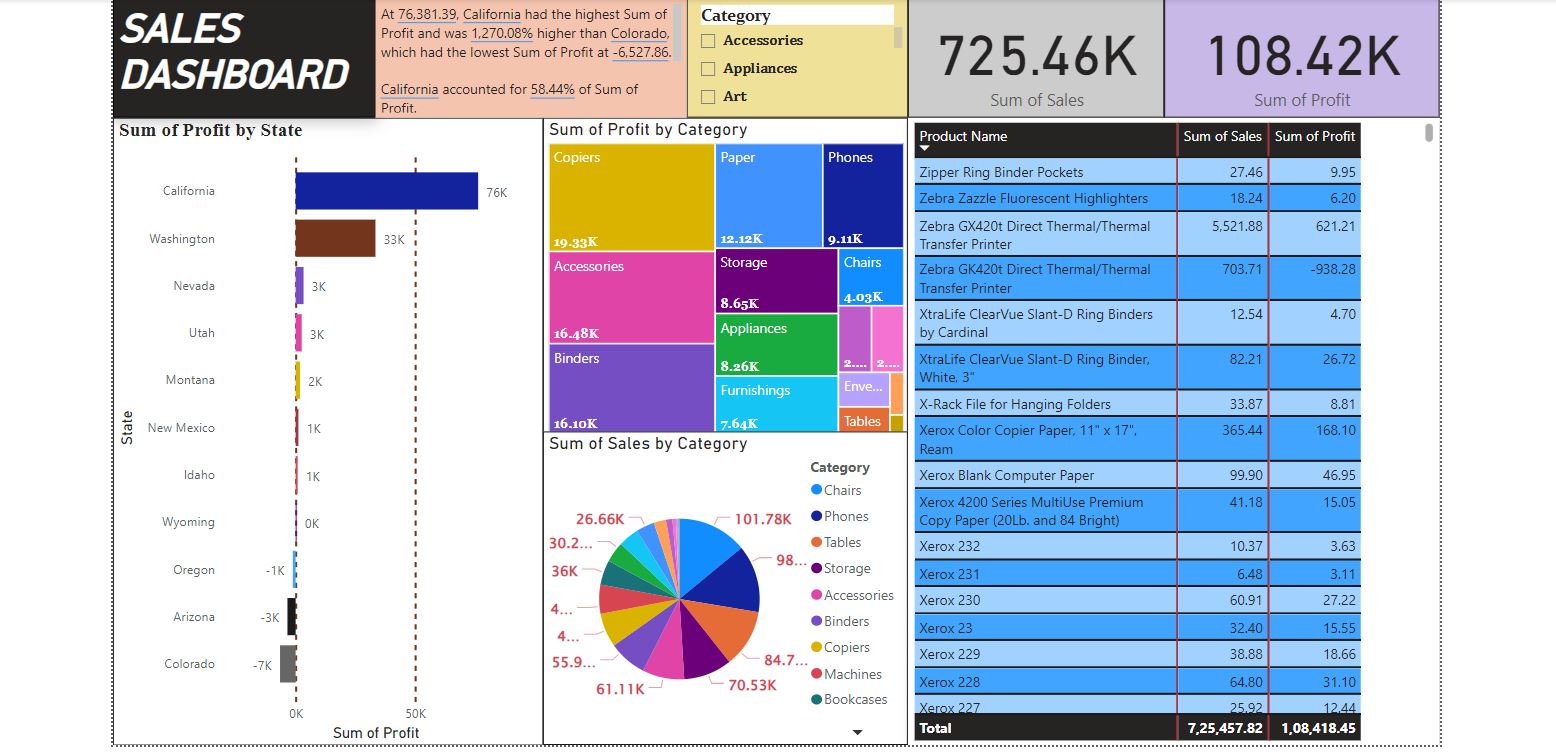 SALES
DASHBOARD
At 76,381.39, California had the highest Sum of
Profit and was 1,270.08% higher than Colorado,
which had the lowest Sum of Profit at -6,527.86.
California accounted for 58.44% of Sum of
Profit.
Category
Accessories
Appliances
Art
725.46K
Sum of Sales
108.42K
Sum of Profit
Sum of Profit by State
State
California
76K
Washington
33K
Nevada
3K
Utah
3K
Montana
2K
New Mexico
1K
Idaho
1K
Wyoming
0K
Oregon
-1K
Arizona
-3K
Colorado
-7K
0K
50K
Sum of Profit
Sum of Profit by Category
Copiers
19.33K
Accessories
16.48K
Binders
16.10K
Paper
12.12K
Phones
9.11K
Storage
8.65K
Appliances
8.26K
Furnishings
7.64K
Chairs
4.03K
2....
2....
Enve...
Tables
Sum of Sales by Category
101.78K
98...
84.7...
70.53K
61.11K
55.9...
4...
4...
36K
30.2...
26.66K
Category
Chairs
Phones
Tables
Storage
Accessories
Binders
Copiers
Machines
Bookcases
Product Name Sum of Sales Sum of Profit
Zipper Ring Binder Pockets 27.46 9.95
Zebra Zazzle Fluorescent Highlighters 18.24 6.20
Zebra GX420t Direct Thermal/Thermal 5,521.88 621.21
Transfer Printer
Zebra GK420t Direct Thermal/Thermal 703.71 -938.28
Transfer Printer
XtraLife ClearVue Slant-D Ring Binders 12.54 4.70
by Cardinal
XtraLife ClearVue Slant-D Ring Binder, 82.21 26.72
White, 3"
X-Rack File for Hanging Folders 33.87 8.81
Xerox Color Copier Paper, 11" x 17", 365.44 168.10
Ream
Xerox Blank Computer Paper 99.90 46.95
Xerox 4200 Series MultiUse Premium 41.18 15.05
Copy Paper (20Lb. and 84 Bright)
Xerox 232 10.37 3.63
Xerox 231 6.48 3.11
Xerox 230 60.91 27.22
Xerox 23 32.40 15.55
Xerox 229 38.88 18.66
Xerox 228 64.80 31.10
Xerox 227 25.92 12.44
Total 7,25,457.82 1,08,418.45